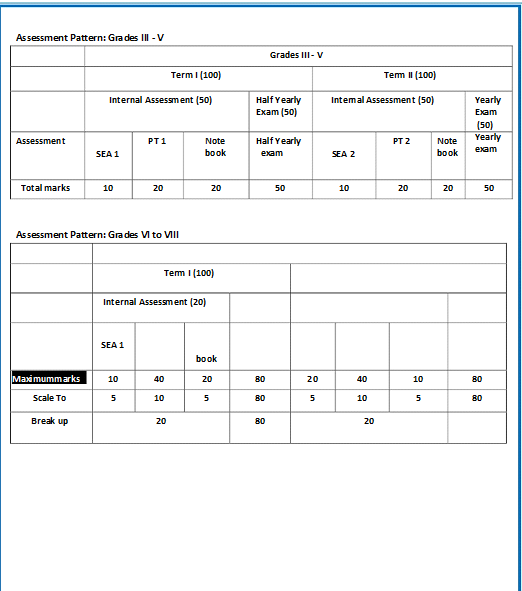 Assessment Pattern: Grades III - V
Grades III - V
Term I (100) Term II (100)
Internal Assessment (50) Half Yearly Exam (50) Internal Assessment (50) Yearly Exam (50)
Assessment SEA 1 PT 1 Note book Half Yearly exam SEA 2 PT 2 Note book Yearly exam
Total marks 10 20 20 50 10 20 20 50
Assessment Pattern: Grades VI to VIII
Term I (100)
Internal Assessment (20)
SEA 1 book
Maximummarks 10 40 20 80 20 40 10 80
Scale To 5 10 5 80 5 10 5 80
Break up 20 80 20